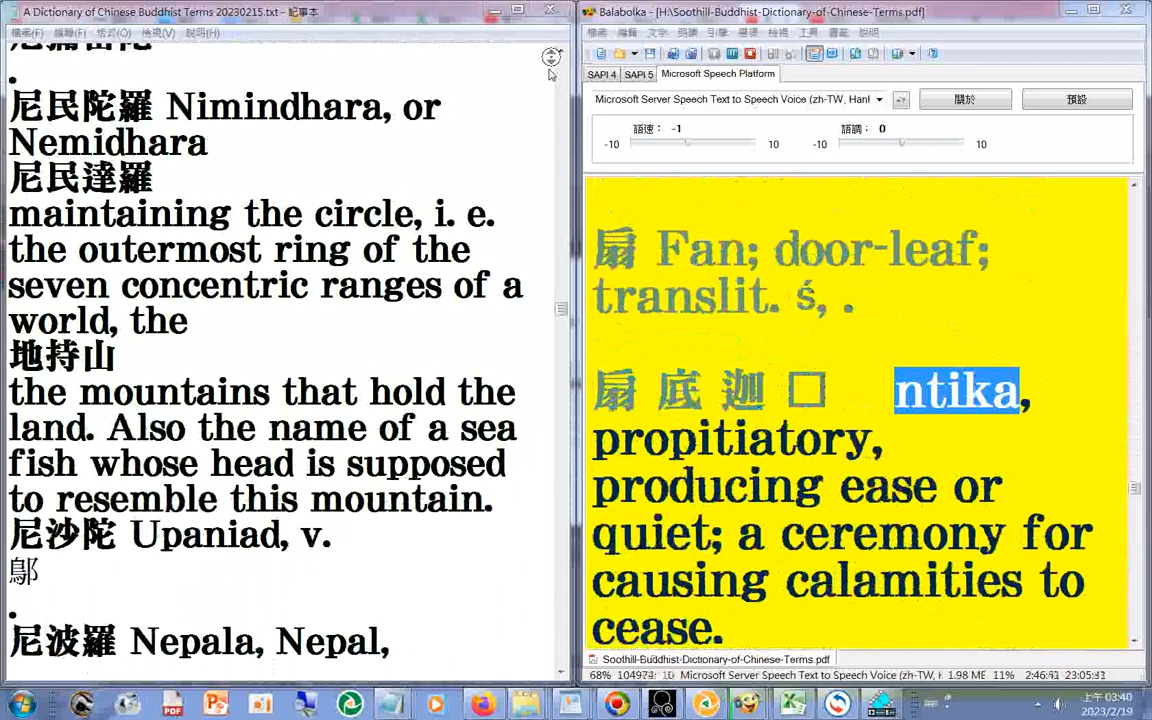 A Dictionary of Chinese Buddhist Terms 20230215.txt - 記事本
檔案(F) 編輯(E) 格式(O) 檢視(V) 說明(H)
.
尼民陀羅 Nimindhara, or
Nemidhara
尼民達羅
maintaining the circle, i. e.
the outermost ring of the
seven concentric ranges of a
world, the
地持山
the mountains that hold the
land. Also the name of a sea
fish whose head is supposed
to resemble this mountain.
尼沙陀 Upaniad, v.
鄔
.
尼波羅 Nepala, Nepal,
Balabolka - [H:\Soothill-Buddhist-Dictionary-of-Chinese-Terms.pdf]
SAPI 4 SAPI 5 Microsoft Speech Platform
Microsoft Server Speech Text to Speech Voice (zh-TW, Hanl
關於 預設
語速： -1 語調： 0
-10 10 -10 10
扇 Fan; door-leaf;
translit. ś, .
扇 底 迦 □ ntika,
propitiatory,
producing ease or
quiet; a ceremony for
causing calamities to
cease.
Soothill-Buddhist-Dictionary-of-Chinese-Terms.pdf
68% Microsoft Server Speech Text to Speech Voice (zh-TW, H 1.98 ME 11% 2:46:41 23:05:31
上午 03:40
2023/2/19